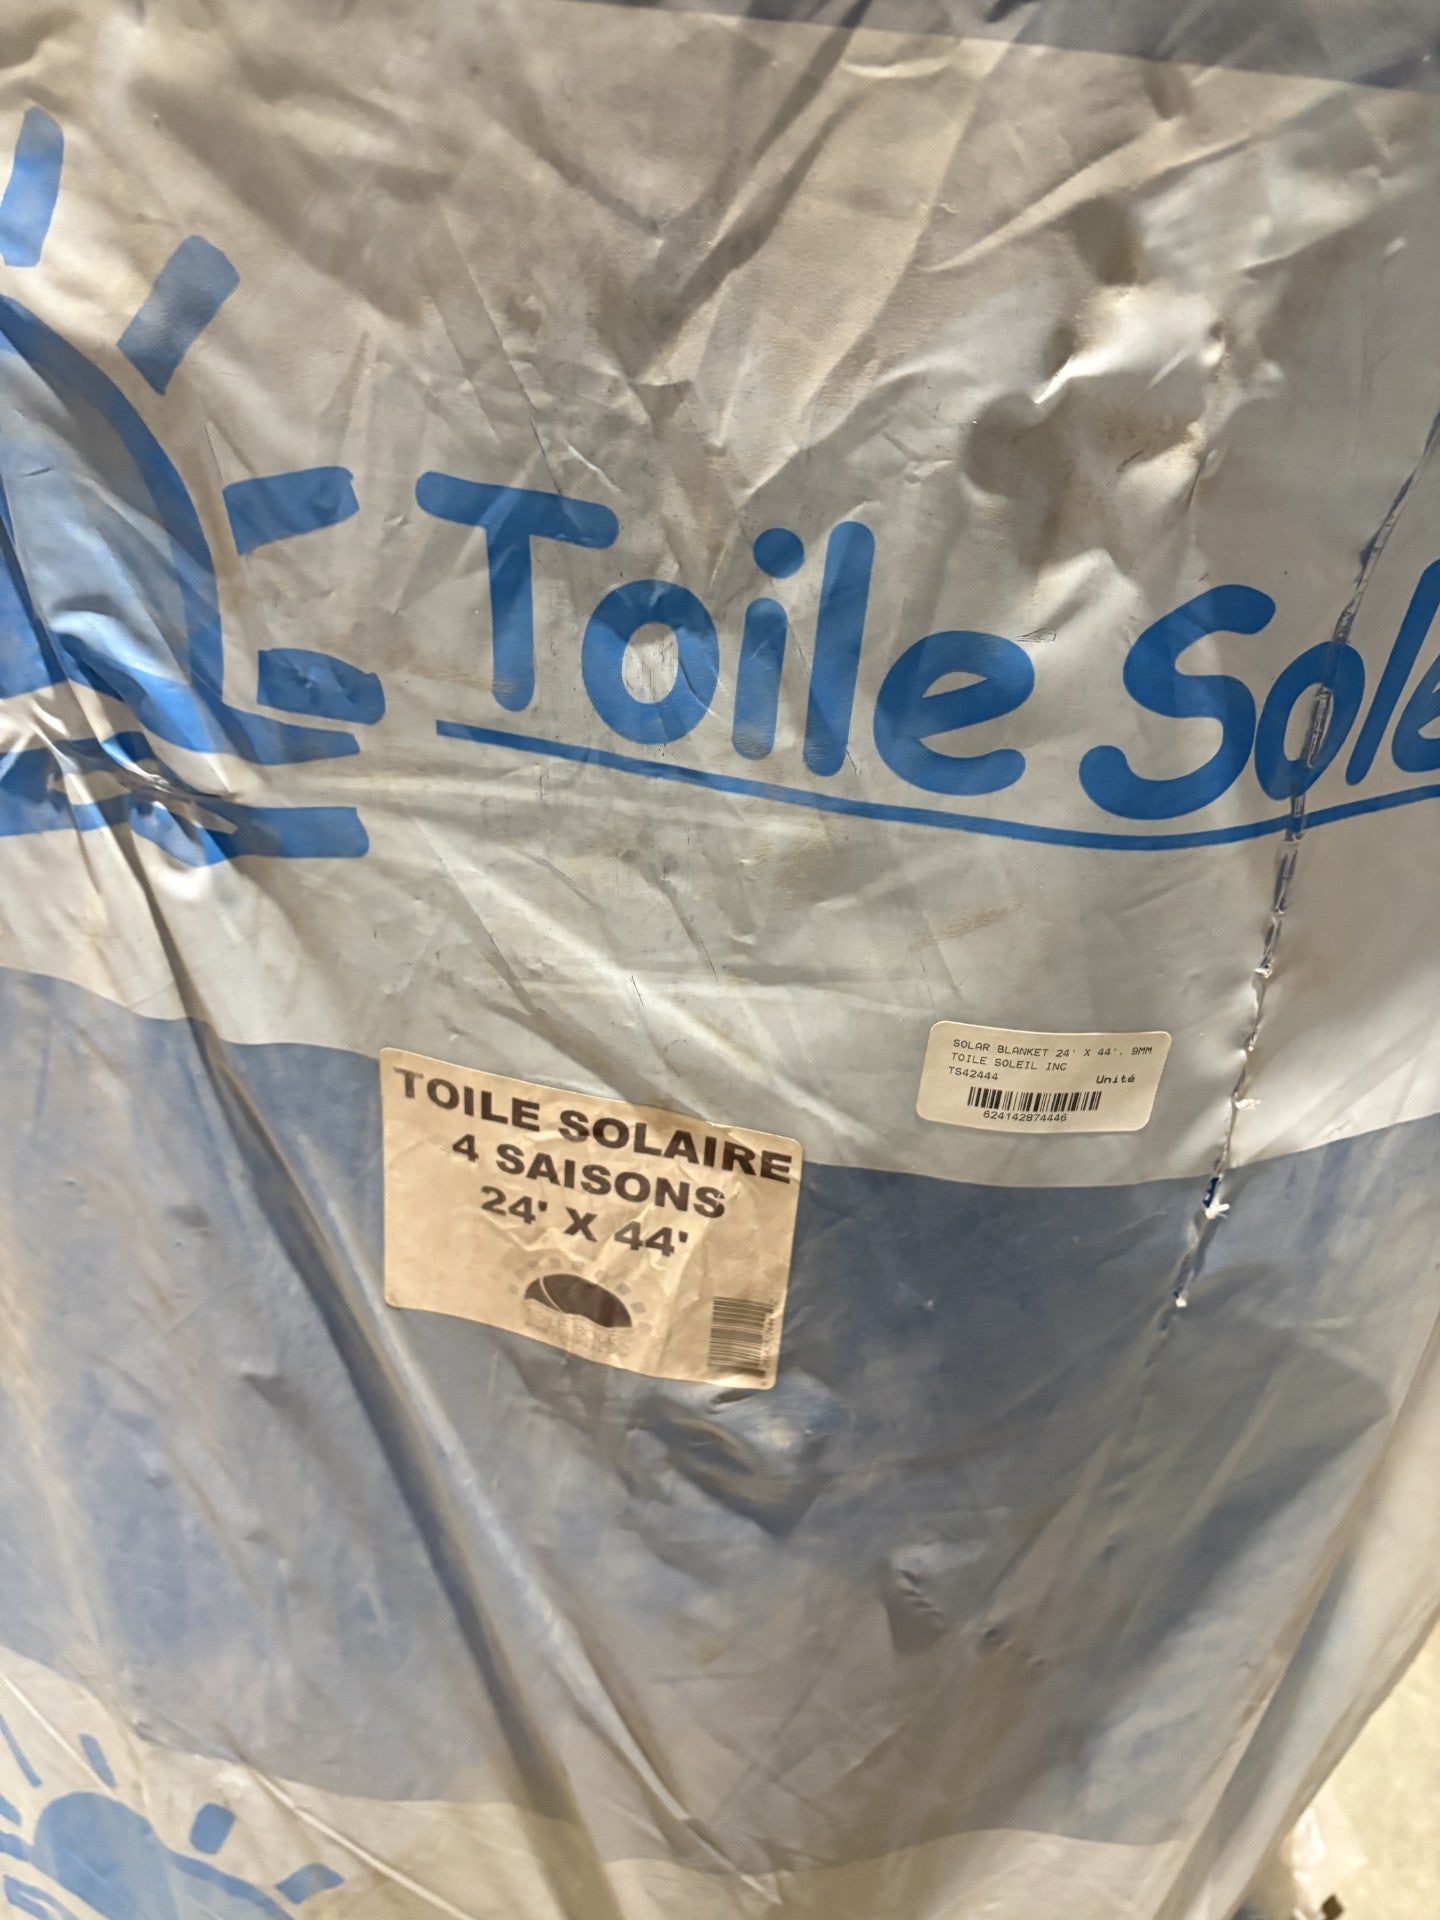 Toile Sole
SOLAR BLANKET 24' X 44', 9MM
TOILE SOLEIL INC
TS42444 Unité
624142874446
TOILE SOLAIRE
4 SAISONS
24' X 44'